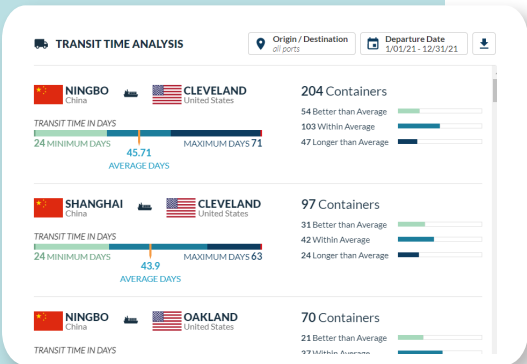 TRANSIT TIME ANALYSIS
Origin / Destination
all ports
Departure Date
1/01/21 - 12/31/21
NINGBO
China
CLEVELAND
United States
204 Containers
TRANSIT TIME IN DAYS
24 MINIMUM DAYS
MAXIMUM DAYS 71
45.71
AVERAGE DAYS
54 Better than Average
103 Within Average
47 Longer than Average
SHANGHAI
China
CLEVELAND
United States
97 Containers
TRANSIT TIME IN DAYS
24 MINIMUM DAYS
MAXIMUM DAYS 63
43.9
AVERAGE DAYS
31 Better than Average
42 Within Average
24 Longer than Average
NINGBO
China
OAKLAND
United States
70 Containers
TRANSIT TIME IN DAYS
21 Better than Average
37 Within Average